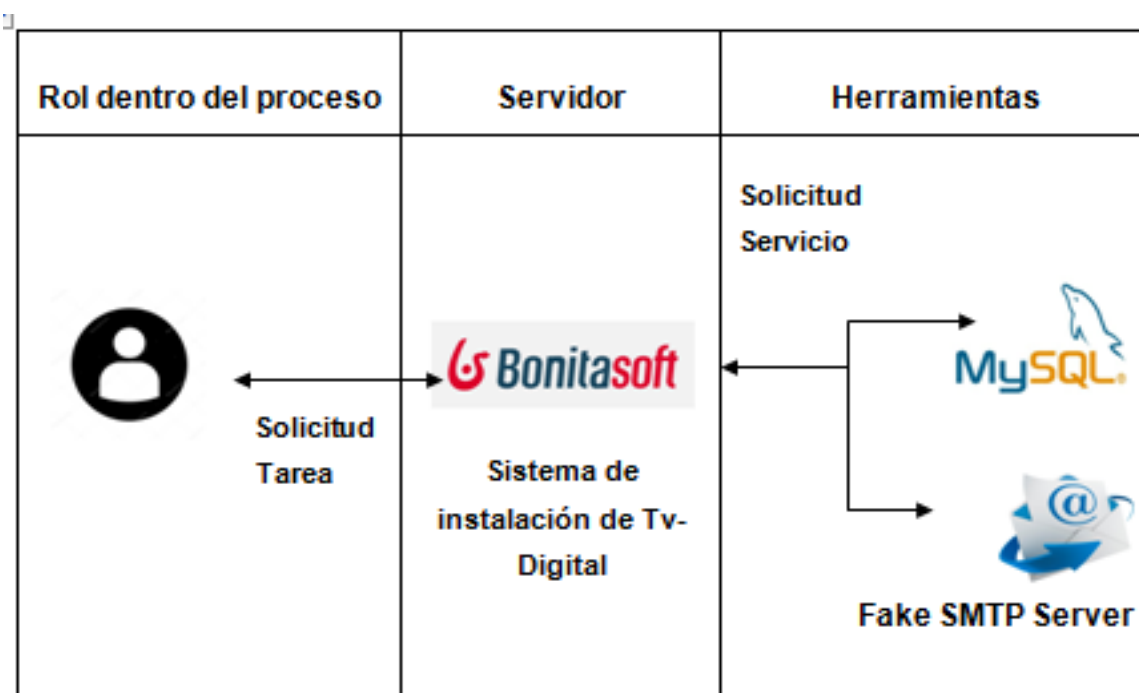 Rol dentro del proceso
Servidor
Herramientas
Solicitud
Servicio
Bonitasoft
MySQL®
Solicitud
Tarea
Sistema de
instalación de Tv-
Digital
@
Fake SMTP Server